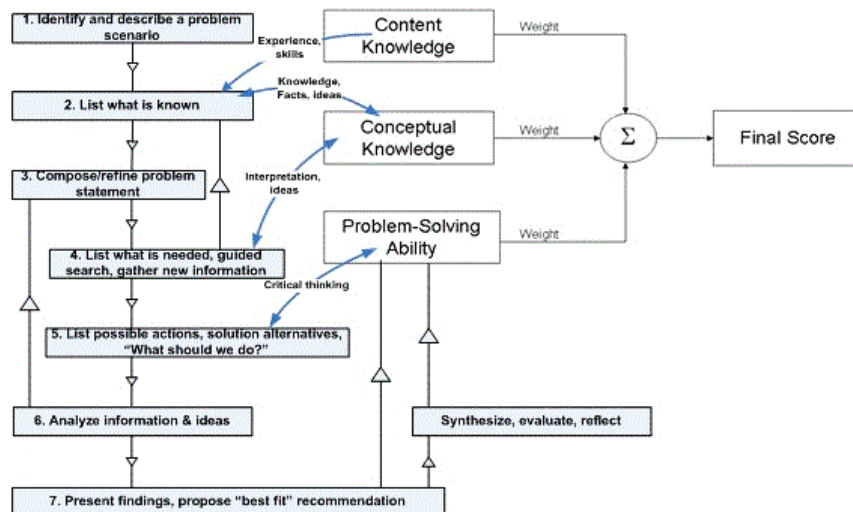 1. Identify and describe a problem
scenario
2. List what is known
3. Compose/refine problem
statement
4. List what is needed, guided
search, gather new information
5. List possible actions, solution alternatives,
“What should we do?”
6. Analyze information & ideas
7. Present findings, propose “best fit” recommendation
Experience,
skills
Knowledge,
Facts, ideas
Interpretation,
ideas
Critical thinking
Content
Knowledge
Conceptual
Knowledge
Problem-Solving
Ability
Synthesize, evaluate, reflect
Weight
Weight
Weight
Σ
Final Score